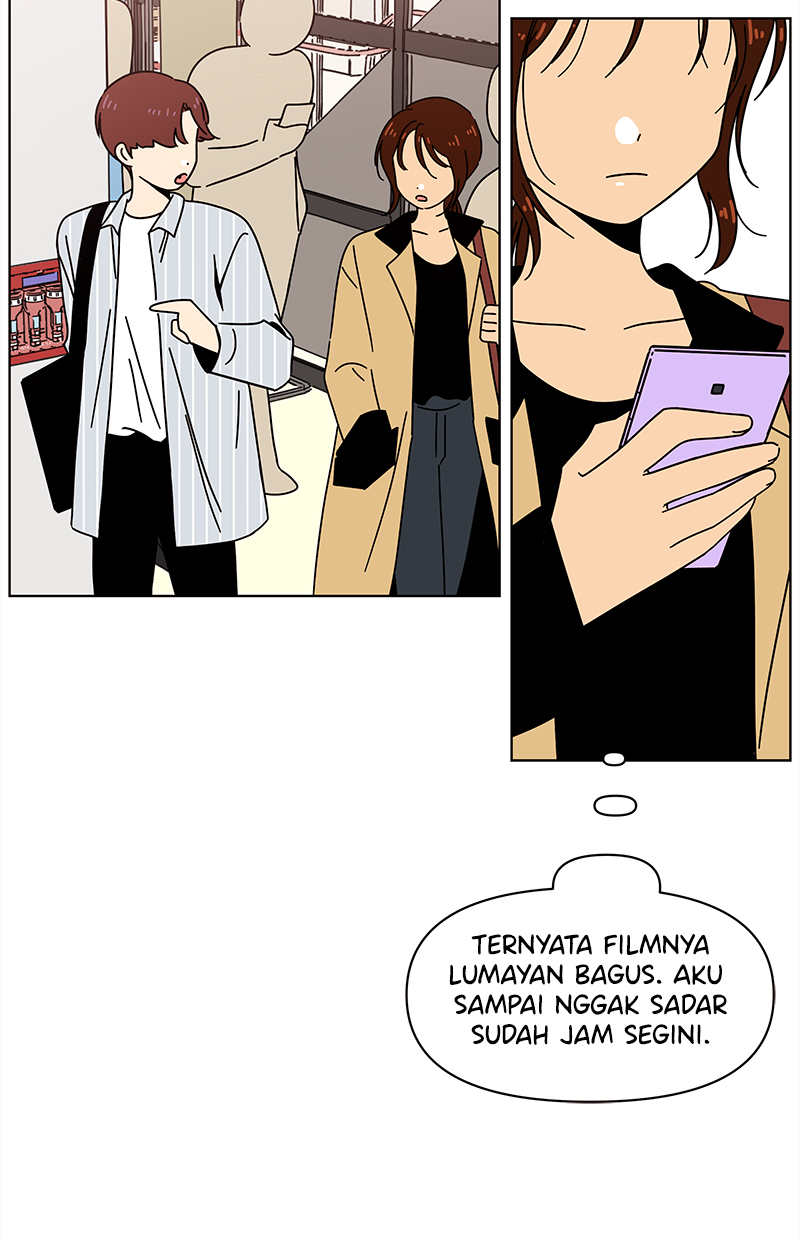 TERNYATA FILMNYA
LUMAYAN BAGUS. AKU
SAMPAI NGGAK SADAR
SUDAH JAM SEGINI.